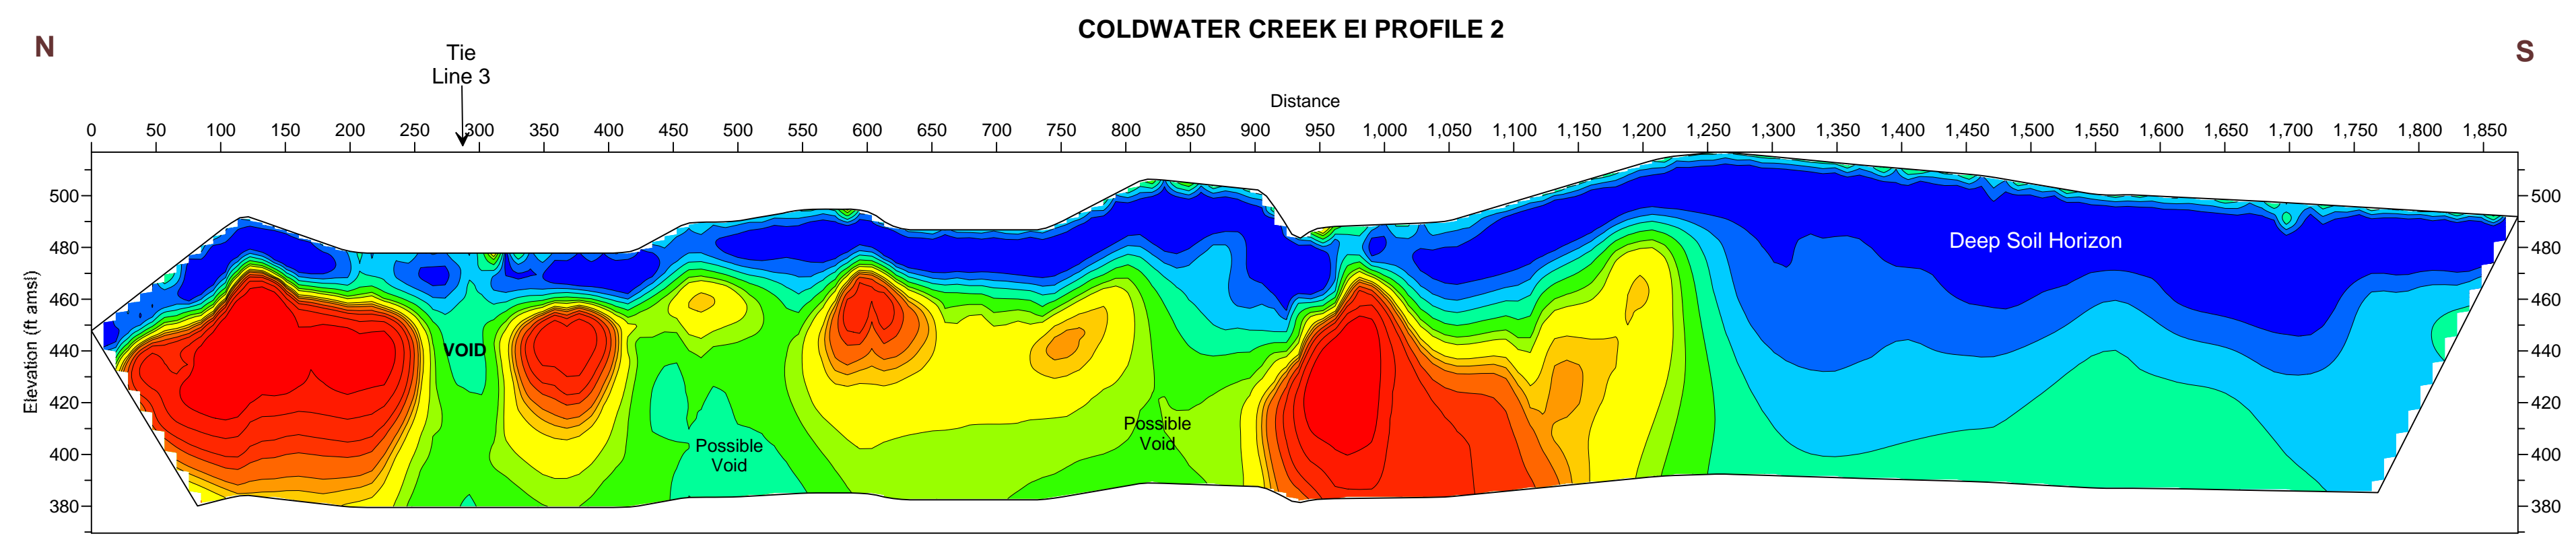 COLDWATER CREEK EI PROFILE 2
N
S
Tie
Line 3
Distance
0 50 100 150 200 250 300 350 400 450 500 550 600 650 700 750 800 850 900 950 1,000 1,050 1,100 1,150 1,200 1,250 1,300 1,350 1,400 1,450 1,500 1,550 1,600 1,650 1,700 1,750 1,800 1,850
Elevation (ft amsl)
500 500
480 Deep Soil Horizon 480
460 460
440 VOID 440
420 420
Possible
Void
Possible
Void
400 400
380 380